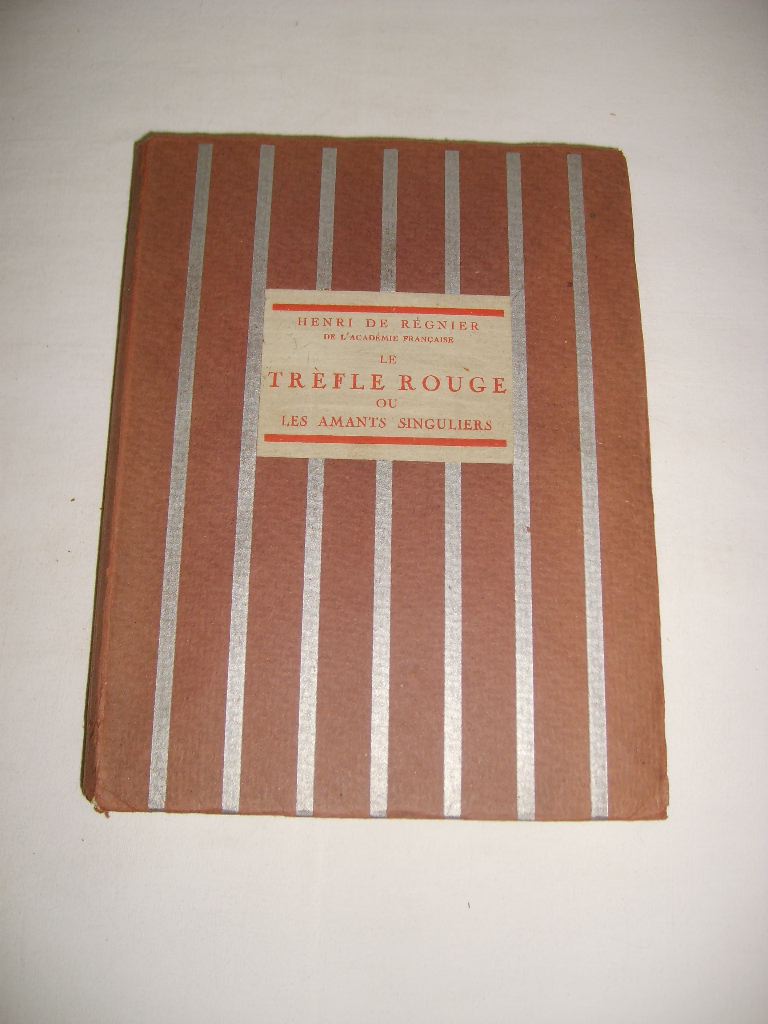 HENRI DE RÉGNIER
DE L'ACADÉMIE FRANÇAISE
LE
TRÈFLE ROUGE
OU
LES AMANTS SINGULIERS